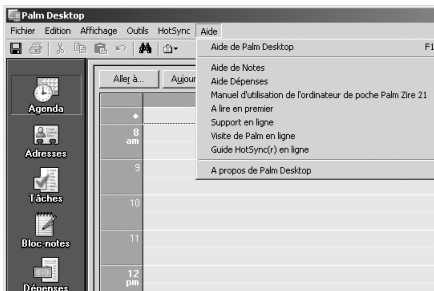 Palm Desktop
Fichier Edition Affichage Outils HotSync Aide
Aide de Palm Desktop F1
Aide de Notes
Aide Dépenses
Manuel d'utilisation de l'ordinateur de poche Palm Zire 21
A lire en premier
Support en ligne
Visite de Palm en ligne
Guide HotSync(r) en ligne
A propos de Palm Desktop
Aller à...
Agenda
Adresses
Tâches
Bloc-notes
Dépenses
8 am
9
10
11
12 pm